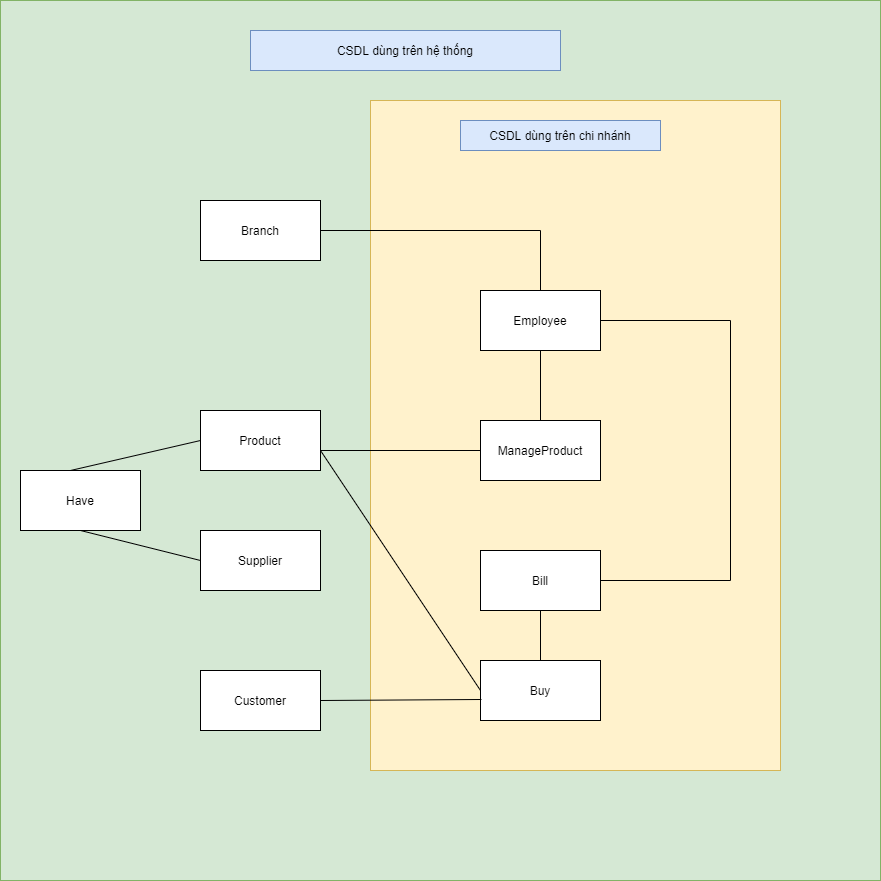 CSDL dùng trên hệ thống
CSDL dùng trên chi nhánh
Branch
Employee
Product
ManageProduct
Have
Supplier
Bill
Customer
Buy